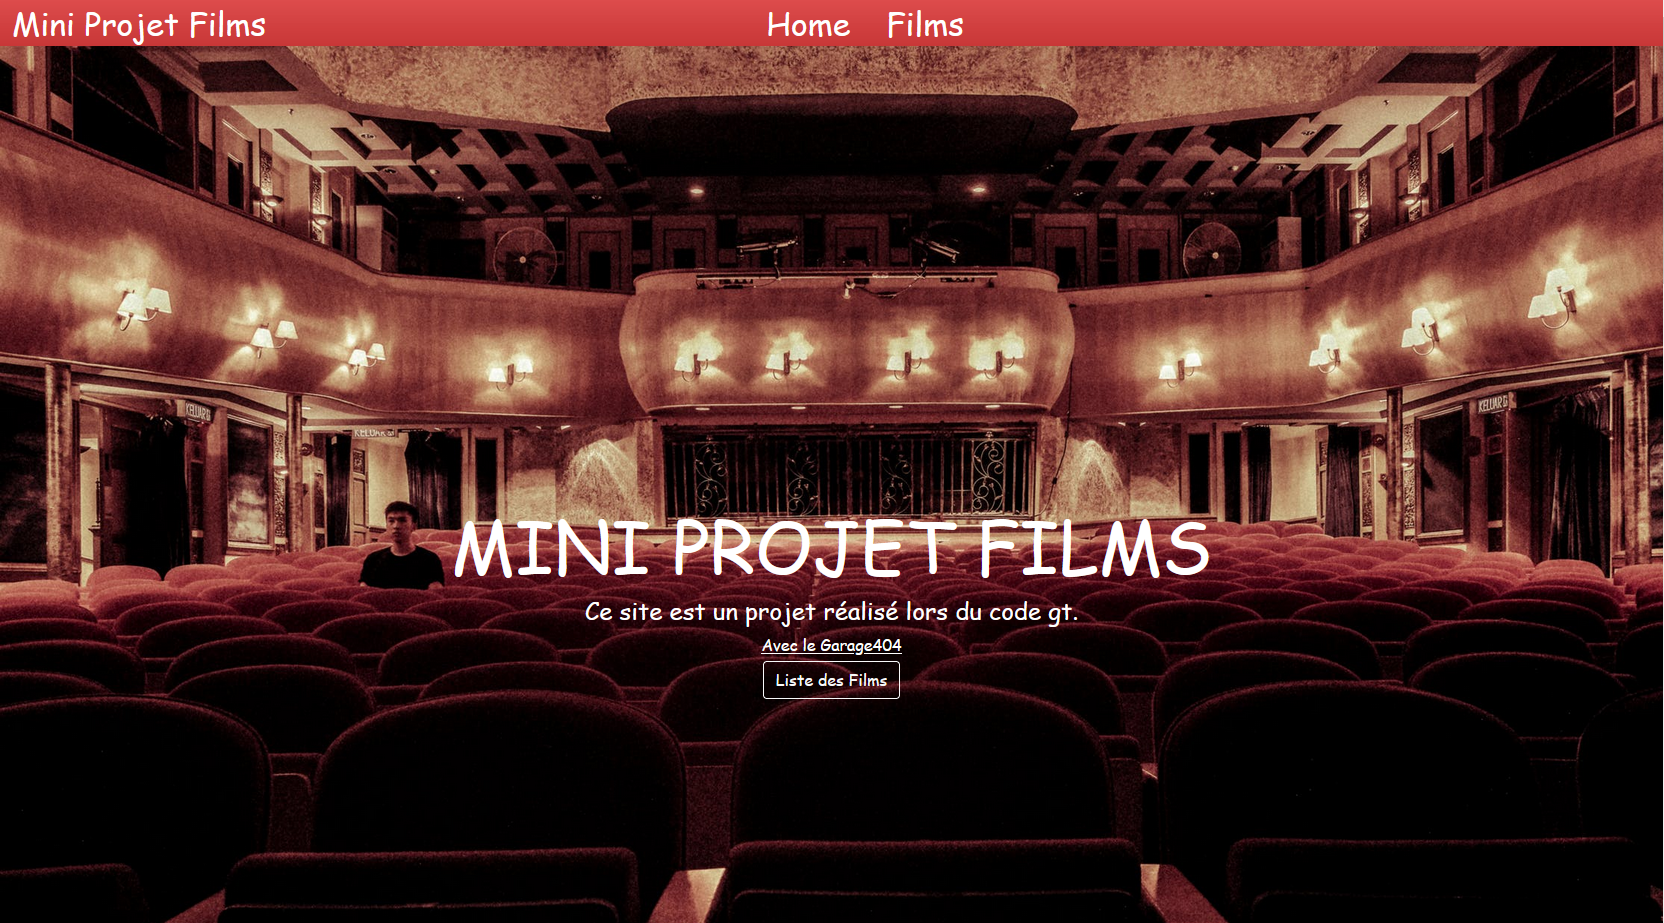 Mini Projet Films Home Films
KELUAR
KELUAR
KELUAR
MINI PROJET FILMS
Ce site est un projet réalisé lors du code gt.
Avec le Garage404
Liste des Films